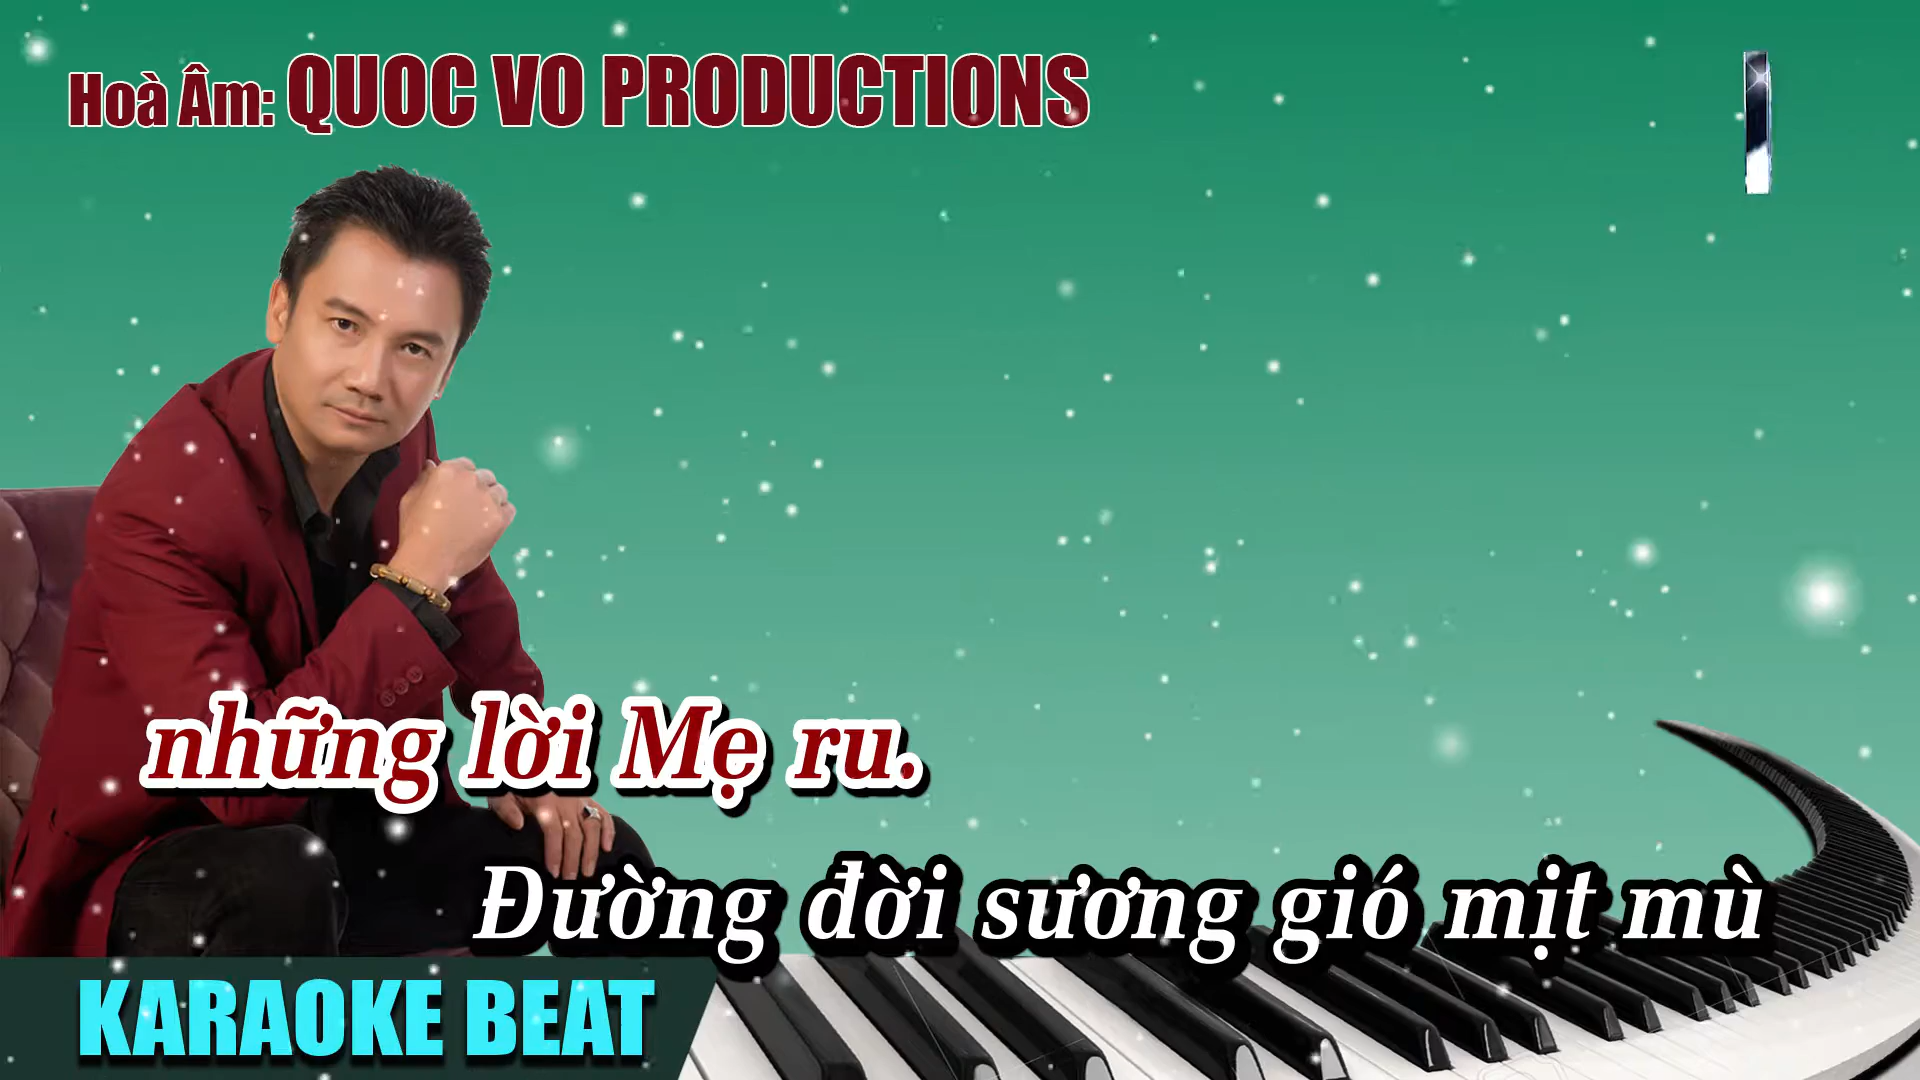 Hoà Âm: QUOC VO PRODUCTIONS
những lời Mẹ ru.
Đường đời sương gió mịt mù
KARAOKE BEAT